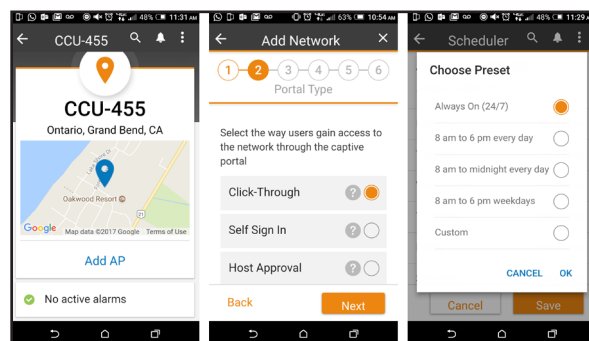 48% 11:31 AM
CCU-455
CCU-455
Ontario, Grand Bend, CA
Lake Shore Dr
Oakwood Resort
21
Google Map data ©2017 Google Terms of Use
Add AP
No active alarms
63% 10:54 AM
Add Network
1 2 3 4 5 6
Portal Type
Select the way users gain access to
the network through the captive
portal
Click-Through ?
Self Sign In ?
Host Approval ?
Back Next
48% 11:29 A
Scheduler
Choose Preset
Always On (24/7)
8 am to 6 pm every day
8 am to midnight every day
8 am to 6 pm weekdays
Custom
CANCEL OK
Cancel Save